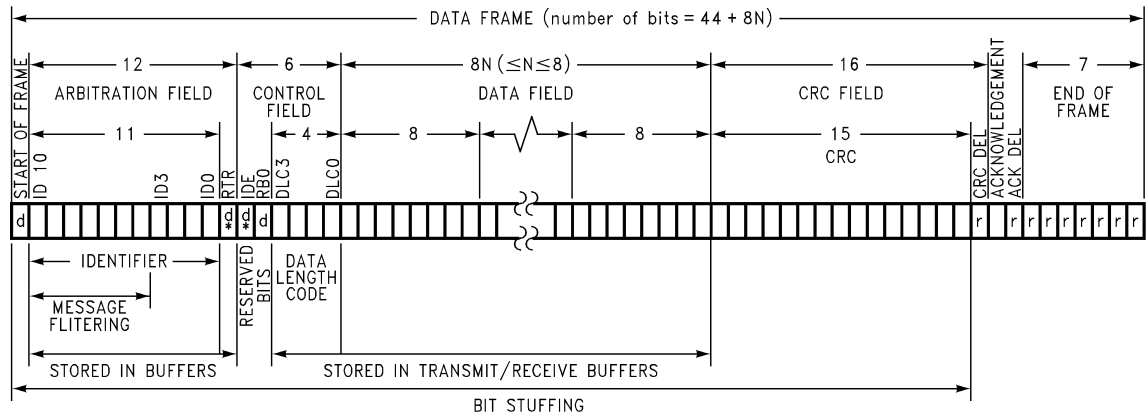 DATA FRAME (number of bits = 44 + 8N)
12
6
8N (≤N≤8)
16
7
ARBITRATION FIELD
CONTROL
FIELD
DATA FIELD
CRC FIELD
END OF
FRAME
11
4
8
8
15
CRC
START OF FRAME
ID 10
ID3
ID0
RTR
IDE
RB0
DLC3
DLC0
CRC DEL
ACKNOWLEDGEMENT
ACK DEL
d d* d* d r r r r r r r r r
IDENTIFIER
RESERVED
BITS
DATA
LENGTH
CODE
MESSAGE
FLITERING
STORED IN BUFFERS
STORED IN TRANSMIT/RECEIVE BUFFERS
BIT STUFFING